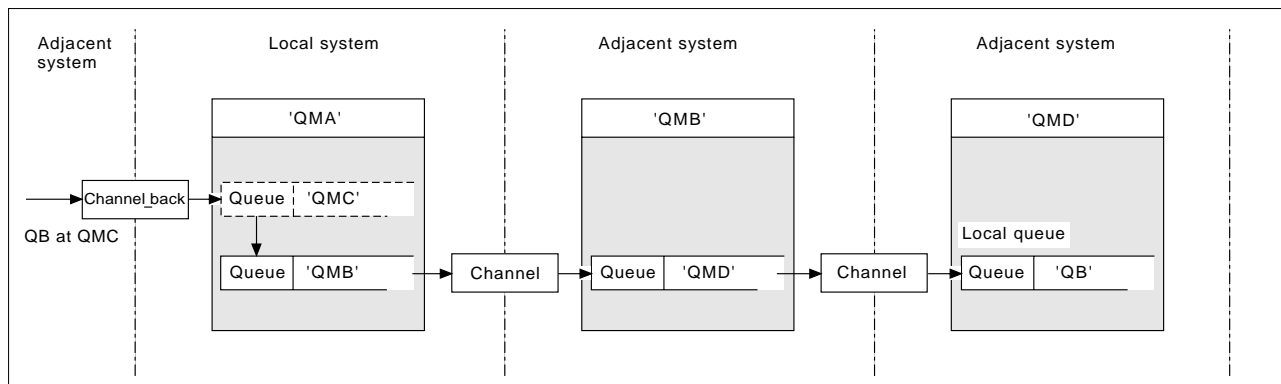 Adjacent
system
Local system
Adjacent system
Adjacent system
'QMA'
'QMB'
'QMD'
Channel_back
Queue 'QMC'
QB at QMC
Local queue
Queue 'QMB'
Channel
Queue 'QMD'
Channel
Queue 'QB'